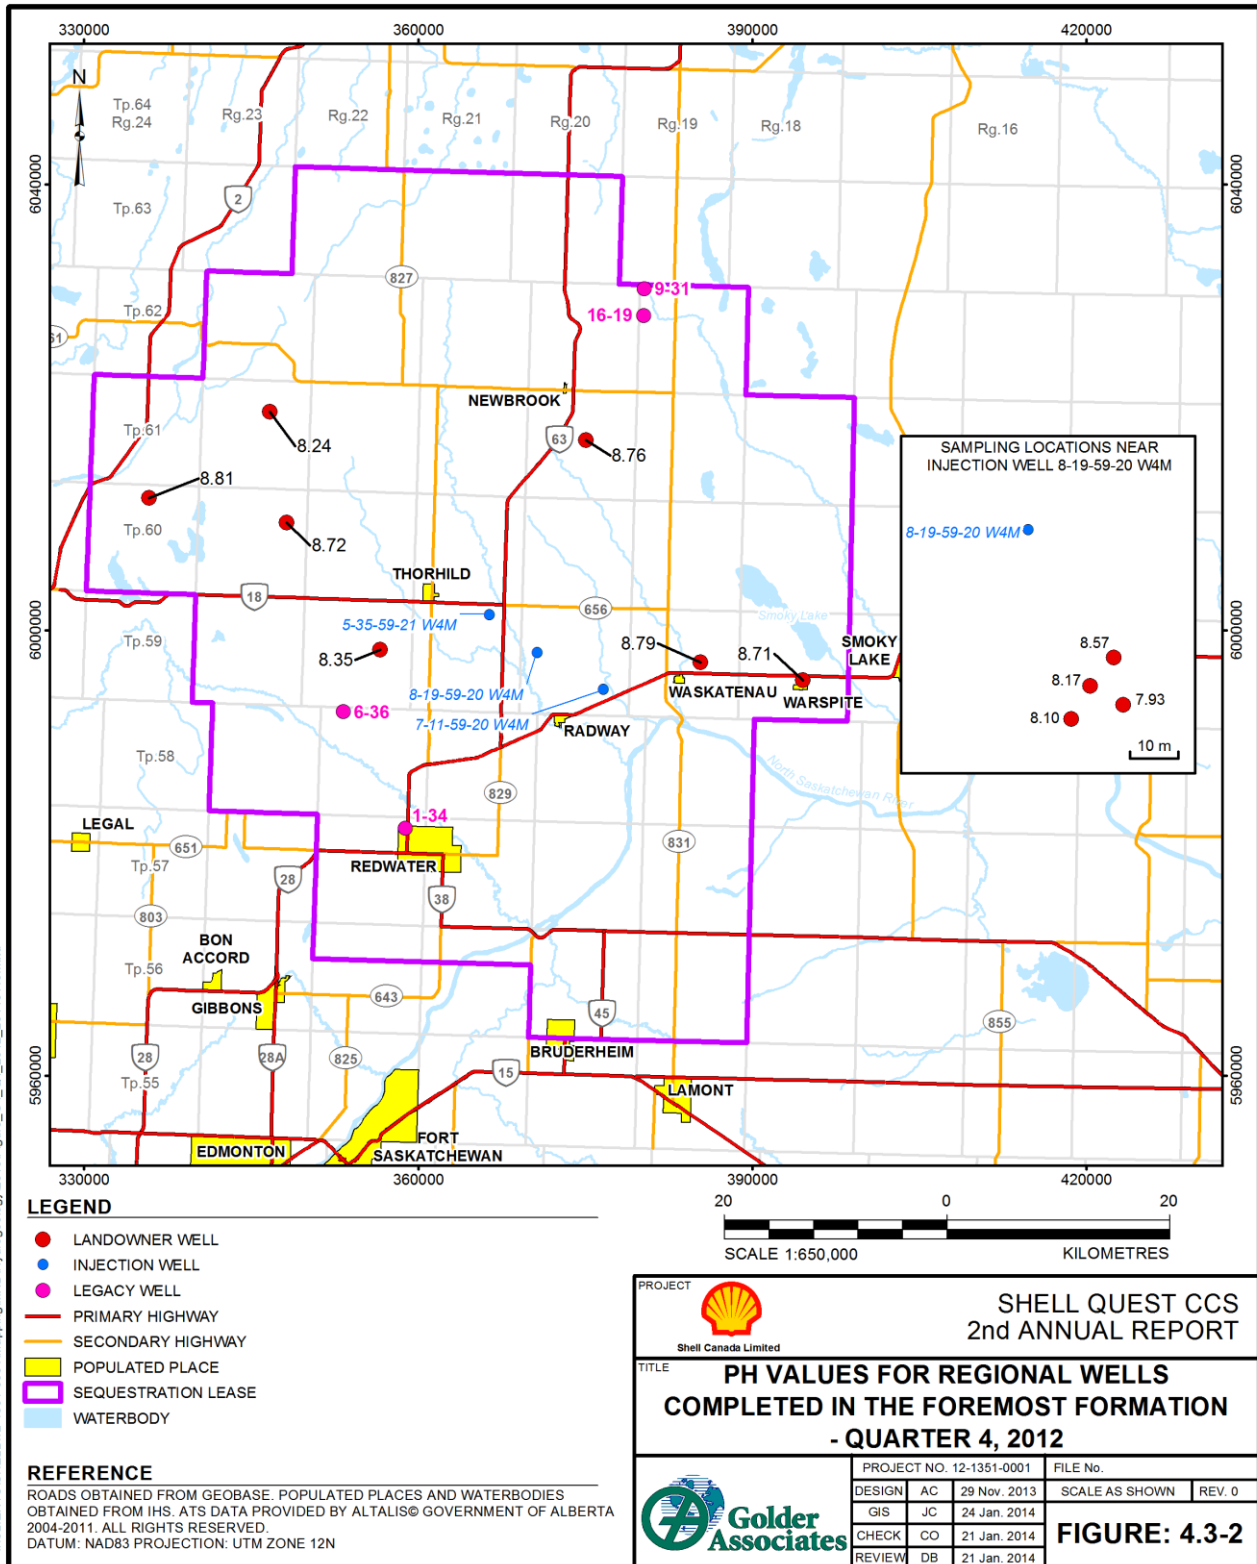 330000
360000
390000
420000
N
Tp.64
Rg.24
Rg.23
Rg.22
Rg.21
Rg.20
Rg.19
Rg.18
Rg.16
6040000
6040000
Tp.63
2
827
9-31
16-19
Tp.62
61
NEWBROOK
Tp.61
8.24
63
8.76
8.81
Tp.60
8.72
SAMPLING LOCATIONS NEAR
INJECTION WELL 8-19-59-20 W4M
8-19-59-20 W4M
8.57
8.17
7.93
8.10
10 m
THORHILD
18
656
5-35-59-21 W4M
Smoky Lake
6000000
6000000
Tp.59
8.35
8.79
8.71
SMOKY
LAKE
8-19-59-20 W4M
WASKATENAU
WARSPITE
7-11-59-20 W4M
6-36
RADWAY
Tp.58
North Saskatchewan River
829
1-34
LEGAL
651
831
Tp.57
REDWATER
28
38
803
BON
ACCORD
Tp.56
GIBBONS
643
45
855
28
28A
825
BRUDERHEIM
15
5960000
5960000
Tp.55
LAMONT
EDMONTON
FORT
SASKATCHEWAN
330000
360000
390000
420000
LEGEND
LANDOWNER WELL
INJECTION WELL
LEGACY WELL
PRIMARY HIGHWAY
SECONDARY HIGHWAY
POPULATED PLACE
SEQUESTRATION LEASE
WATERBODY
20 0 20
SCALE 1:650,000 KILOMETRES
REFERENCE
ROADS OBTAINED FROM GEOBASE. POPULATED PLACES AND WATERBODIES
OBTAINED FROM IHS. ATS DATA PROVIDED BY ALTALIS© GOVERNMENT OF ALBERTA
2004-2011. ALL RIGHTS RESERVED.
DATUM: NAD83 PROJECTION: UTM ZONE 12N
PROJECT
Shell Canada Limited
SHELL QUEST CCS
2nd ANNUAL REPORT
TITLE
PH VALUES FOR REGIONAL WELLS
COMPLETED IN THE FOREMOST FORMATION
- QUARTER 4, 2012
Golder
Associates
PROJECT NO. 12-1351-0001 FILE No.
DESIGN AC 29 Nov. 2013 SCALE AS SHOWN REV. 0
GIS JC 24 Jan. 2014
CHECK CO 21 Jan. 2014
REVIEW DB 21 Jan. 2014
FIGURE: 4.3-2